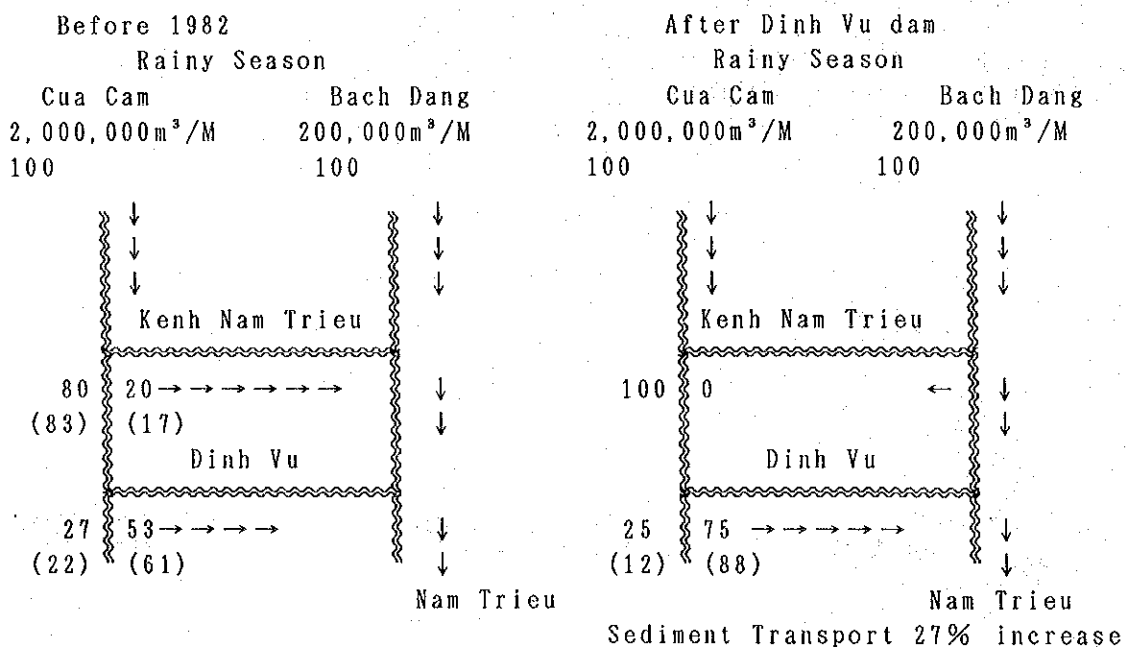 Before 1982
Rainy Season
Cua Cam Bach Dang
2,000,000m³/M 200,000m³/M
100 100
↓ ↓
↓ ↓
↓ ↓
Kenh Nam Trieu
80 20→→→→→→ ↓
(83) (17) ↓
Dinh Vu
27 53→→→→ ↓
(22) (61) ↓
Nam Trieu
After Dinh Vu dam
Rainy Season
Cua Cam Bach Dang
2,000,000m³/M 200,000m³/M
100 100
↓ ↓
↓ ↓
↓ ↓
Kenh Nam Trieu
100 0 ← ↓
↓
Dinh Vu
25 75 →→→→→ ↓
(12) (88) ↓
Nam Trieu
Sediment Transport 27% increase